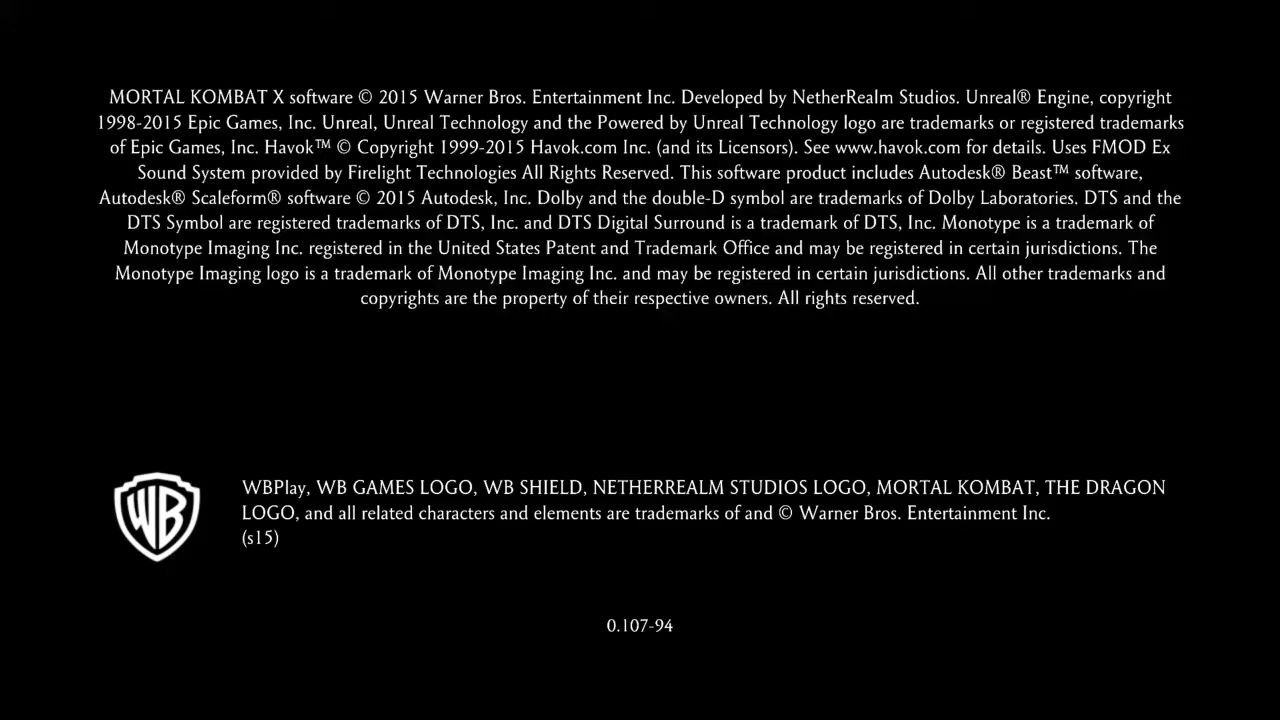 MORTAL KOMBAT X software © 2015 Warner Bros. Entertainment Inc. Developed by NetherRealm Studios. Unreal® Engine, copyright
1998-2015 Epic Games, Inc. Unreal, Unreal Technology and the Powered by Unreal Technology logo are trademarks or registered trademarks
of Epic Games, Inc. Havok™ © Copyright 1999-2015 Havok.com Inc. (and its Licensors). See www.havok.com for details. Uses FMOD Ex
Sound System provided by Firelight Technologies All Rights Reserved. This software product includes Autodesk® Beast™ software,
Autodesk® Scaleform® software © 2015 Autodesk, Inc. Dolby and the double-D symbol are trademarks of Dolby Laboratories. DTS and the
DTS Symbol are registered trademarks of DTS, Inc. and DTS Digital Surround is a trademark of DTS, Inc. Monotype is a trademark of
Monotype Imaging Inc. registered in the United States Patent and Trademark Office and may be registered in certain jurisdictions. The
Monotype Imaging logo is a trademark of Monotype Imaging Inc. and may be registered in certain jurisdictions. All other trademarks and
copyrights are the property of their respective owners. All rights reserved.
WB
WBPlay, WB GAMES LOGO, WB SHIELD, NETHERREALM STUDIOS LOGO, MORTAL KOMBAT, THE DRAGON
LOGO, and all related characters and elements are trademarks of and © Warner Bros. Entertainment Inc.
(s15)
0.107-94